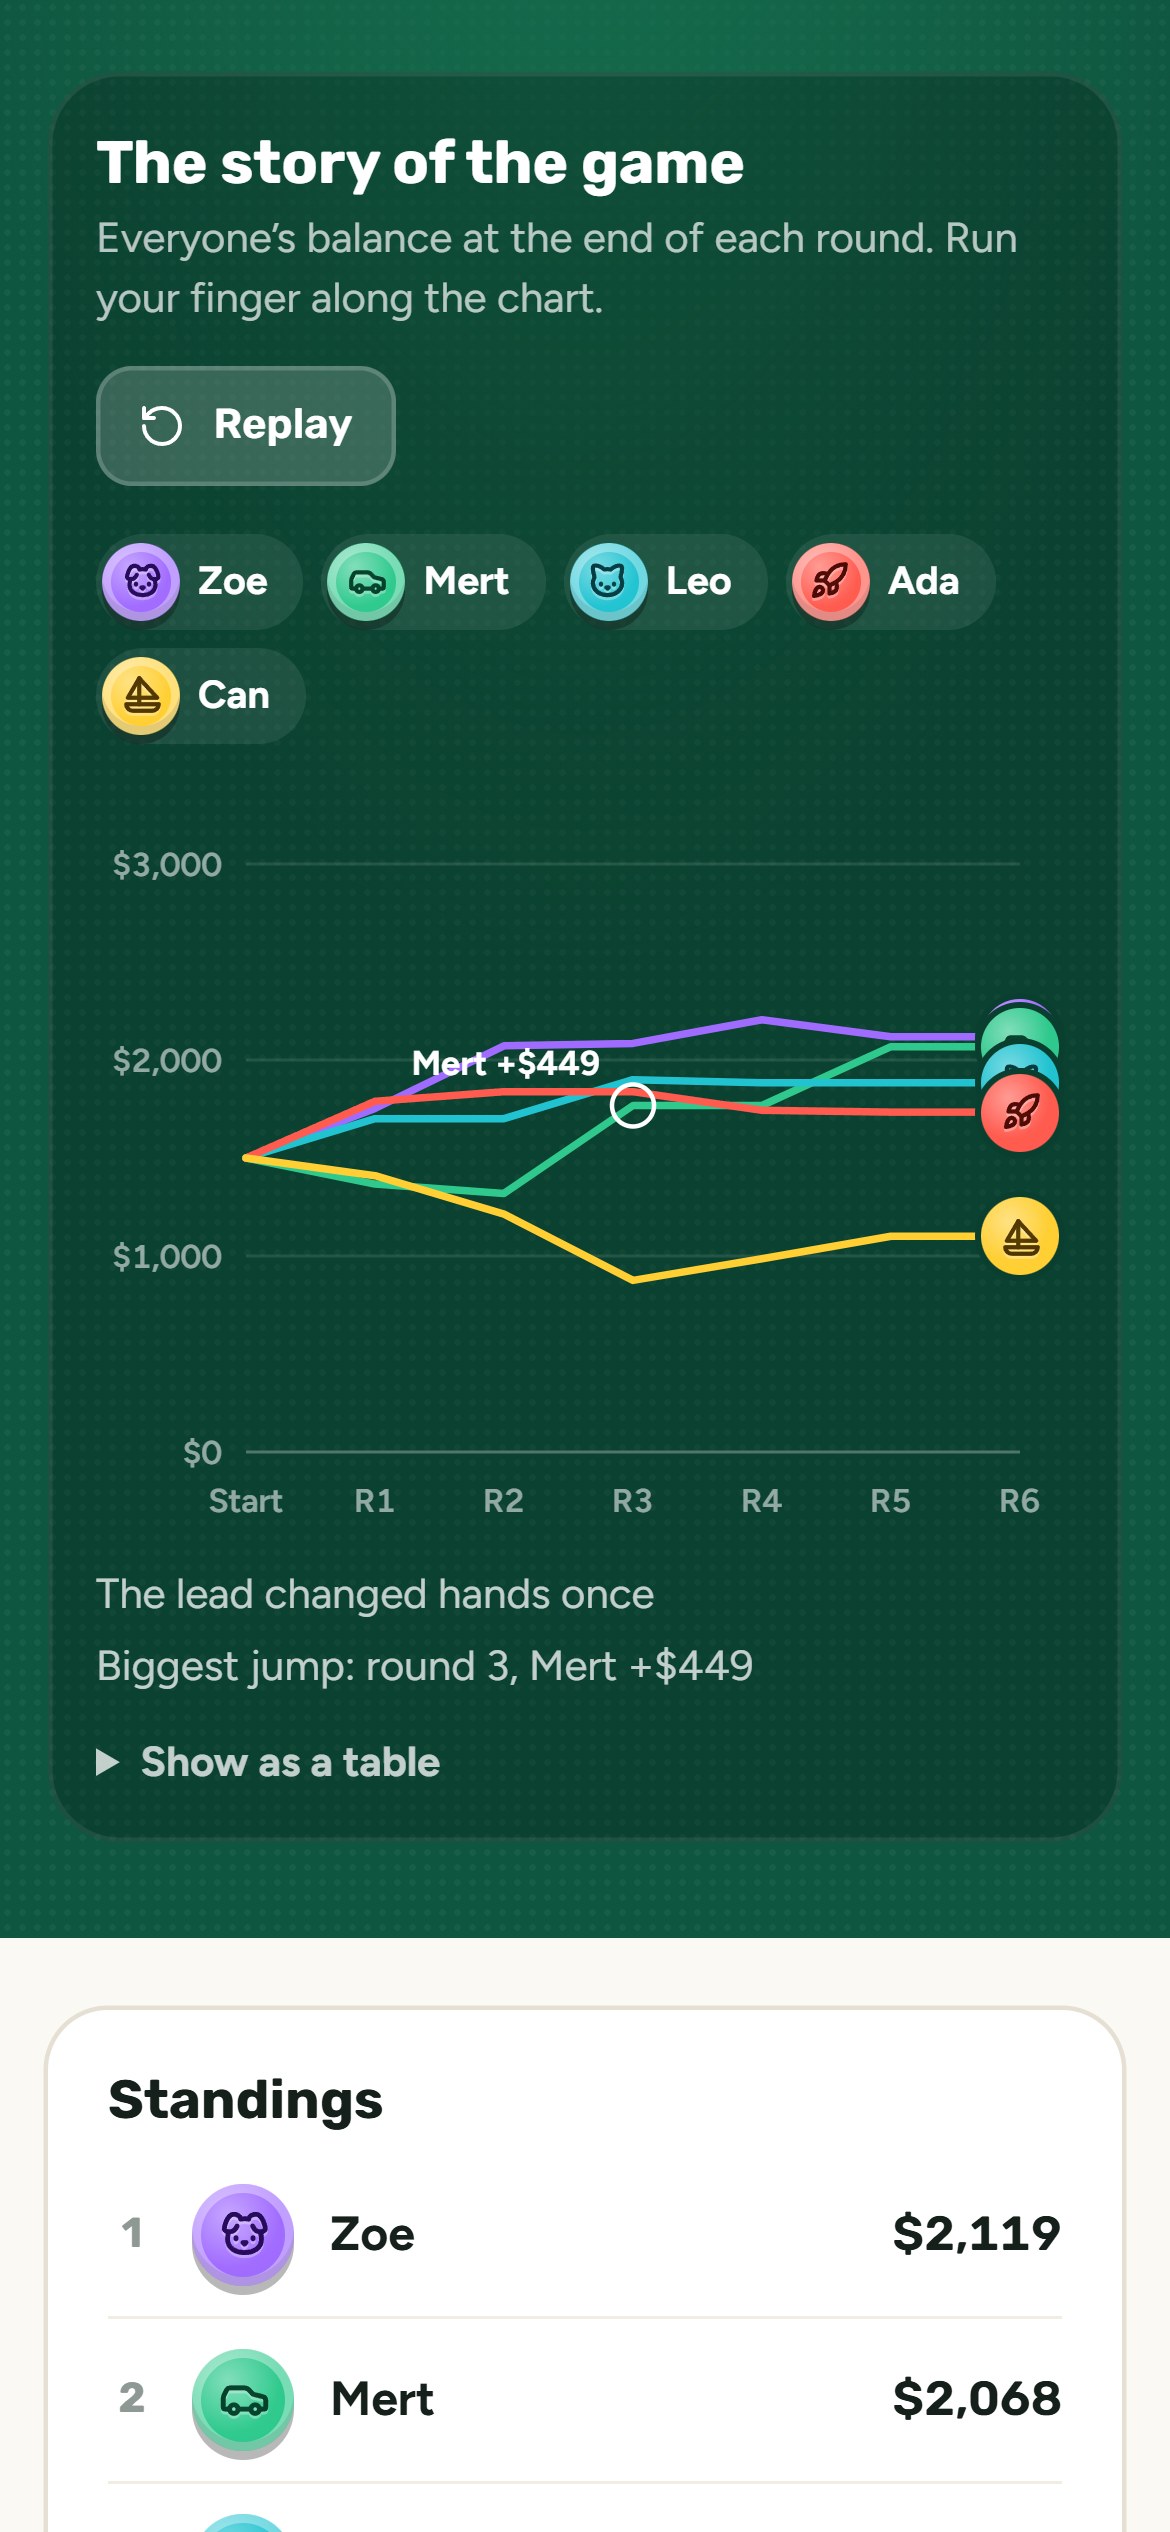 The story of the game
Everyone’s balance at the end of each round. Run
your finger along the chart.
Replay
Zoe
Mert
Leo
Ada
Can
$3,000
$2,000
Mert +$449
$1,000
$0
Start R1 R2 R3 R4 R5 R6
The lead changed hands once
Biggest jump: round 3, Mert +$449
Show as a table
Standings
1 Zoe $2,119
2 Mert $2,068